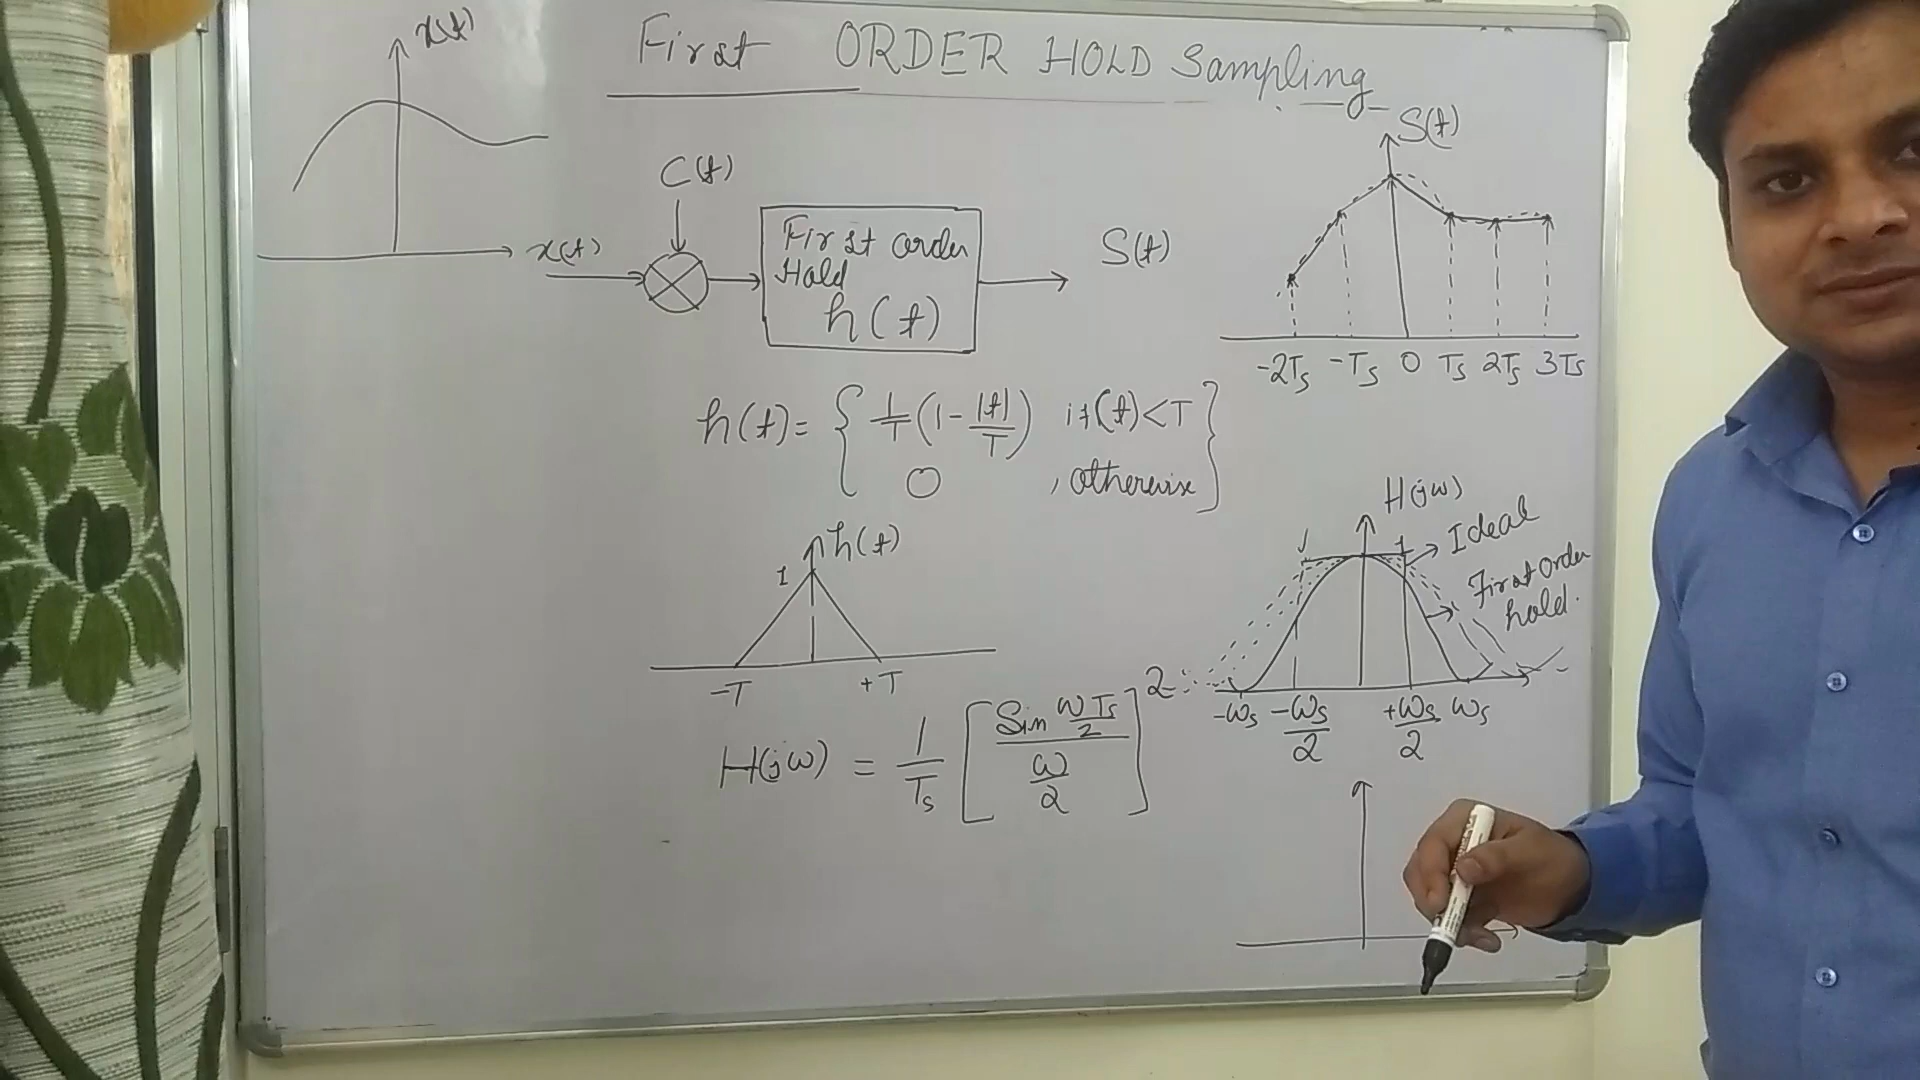 First ORDER HOLD Sampling
x(t)
C(t)
x(t)
First order
Hold
h(t)
S(t)
S(t)
-2Ts -Ts 0 Ts 2Ts 3Ts
h(t) = { 1/T (1 - |t|/T) if (t) < T
0 , otherwise }
h(t)
1
-T +T
H(jω) = 1/Ts [ Sin ωTs/2 / ω/2 ]2
H(jω)
Ideal
First order
hold.
-ωs -ωs/2 +ωs/2 ωs